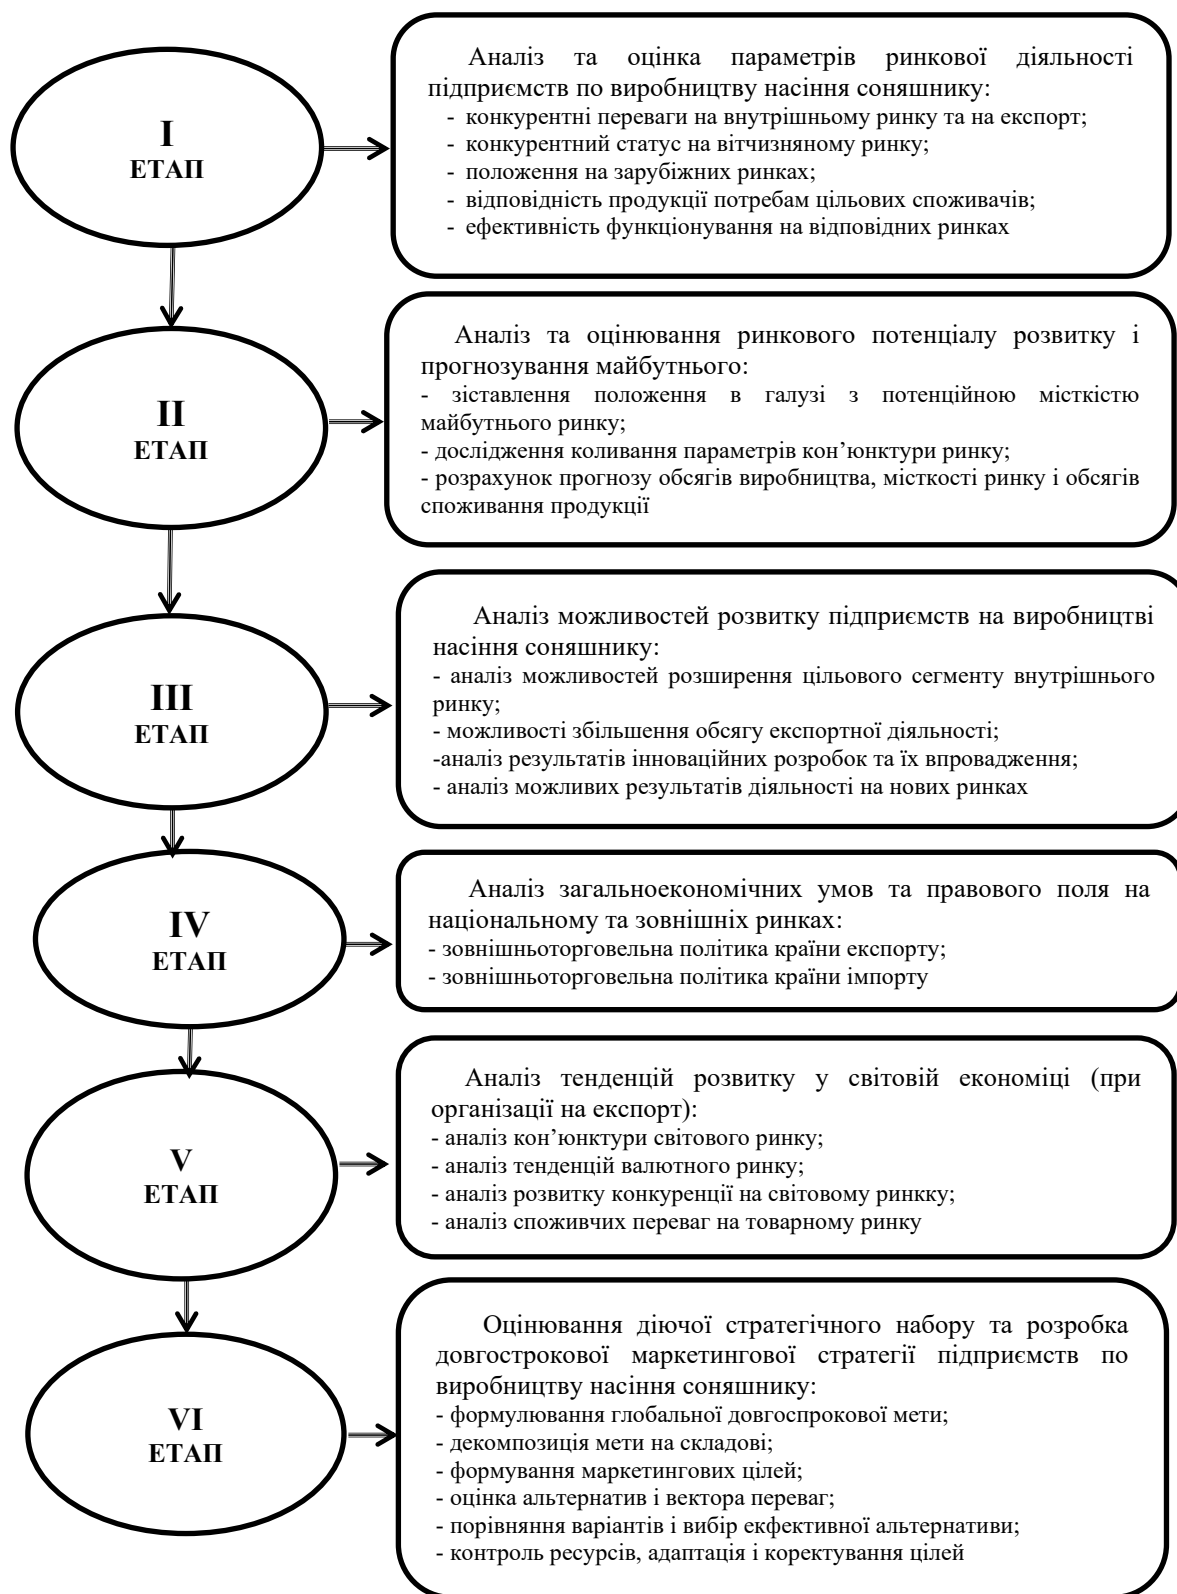 I
ЕТАП
Аналіз та оцінка параметрів ринкової діяльності
підприємств по виробництву насіння соняшнику:
- конкурентні переваги на внутрішньому ринку та на експорт;
- конкурентний статус на вітчизняному ринку;
- положення на зарубіжних ринках;
- відповідність продукції потребам цільових споживачів;
- ефективність функціонування на відповідних ринках
II
ЕТАП
Аналіз та оцінювання ринкового потенціалу розвитку і
прогнозування майбутнього:
- зіставлення положення в галузі з потенційною місткістю
майбутнього ринку;
- дослідження коливання параметрів кон’юнктури ринку;
- розрахунок прогнозу обсягів виробництва, місткості ринку і обсягів
споживання продукції
III
ЕТАП
Аналіз можливостей розвитку підприємств на виробництві
насіння соняшнику:
- аналіз можливостей розширення цільового сегменту внутрішнього
ринку;
- можливості збільшення обсягу експортної діяльності;
-аналіз результатів інноваційних розробок та їх впровадження;
- аналіз можливих результатів діяльності на нових ринках
IV
ЕТАП
Аналіз загальноекономічних умов та правового поля на
національному та зовнішніх ринках:
- зовнішньоторговельна політика країни експорту;
- зовнішньоторговельна політика країни імпорту
V
ЕТАП
Аналіз тенденцій розвитку у світовій економіці (при
організації на експорт):
- аналіз кон’юнктури світового ринку;
- аналіз тенденцій валютного ринку;
- аналіз розвитку конкуренції на світовому ринкку;
- аналіз споживчих переваг на товарному ринку
VI
ЕТАП
Оцінювання діючої стратегічного набору та розробка
довгострокової маркетингової стратегії підприємств по
виробництву насіння соняшнику:
- формулювання глобальної довгоспрокової мети;
- декомпозиція мети на складові;
- формування маркетингових цілей;
- оцінка альтернатив і вектора переваг;
- порівняння варіантів і вибір екфективної альтернативи;
- контроль ресурсів, адаптація і коректування цілей